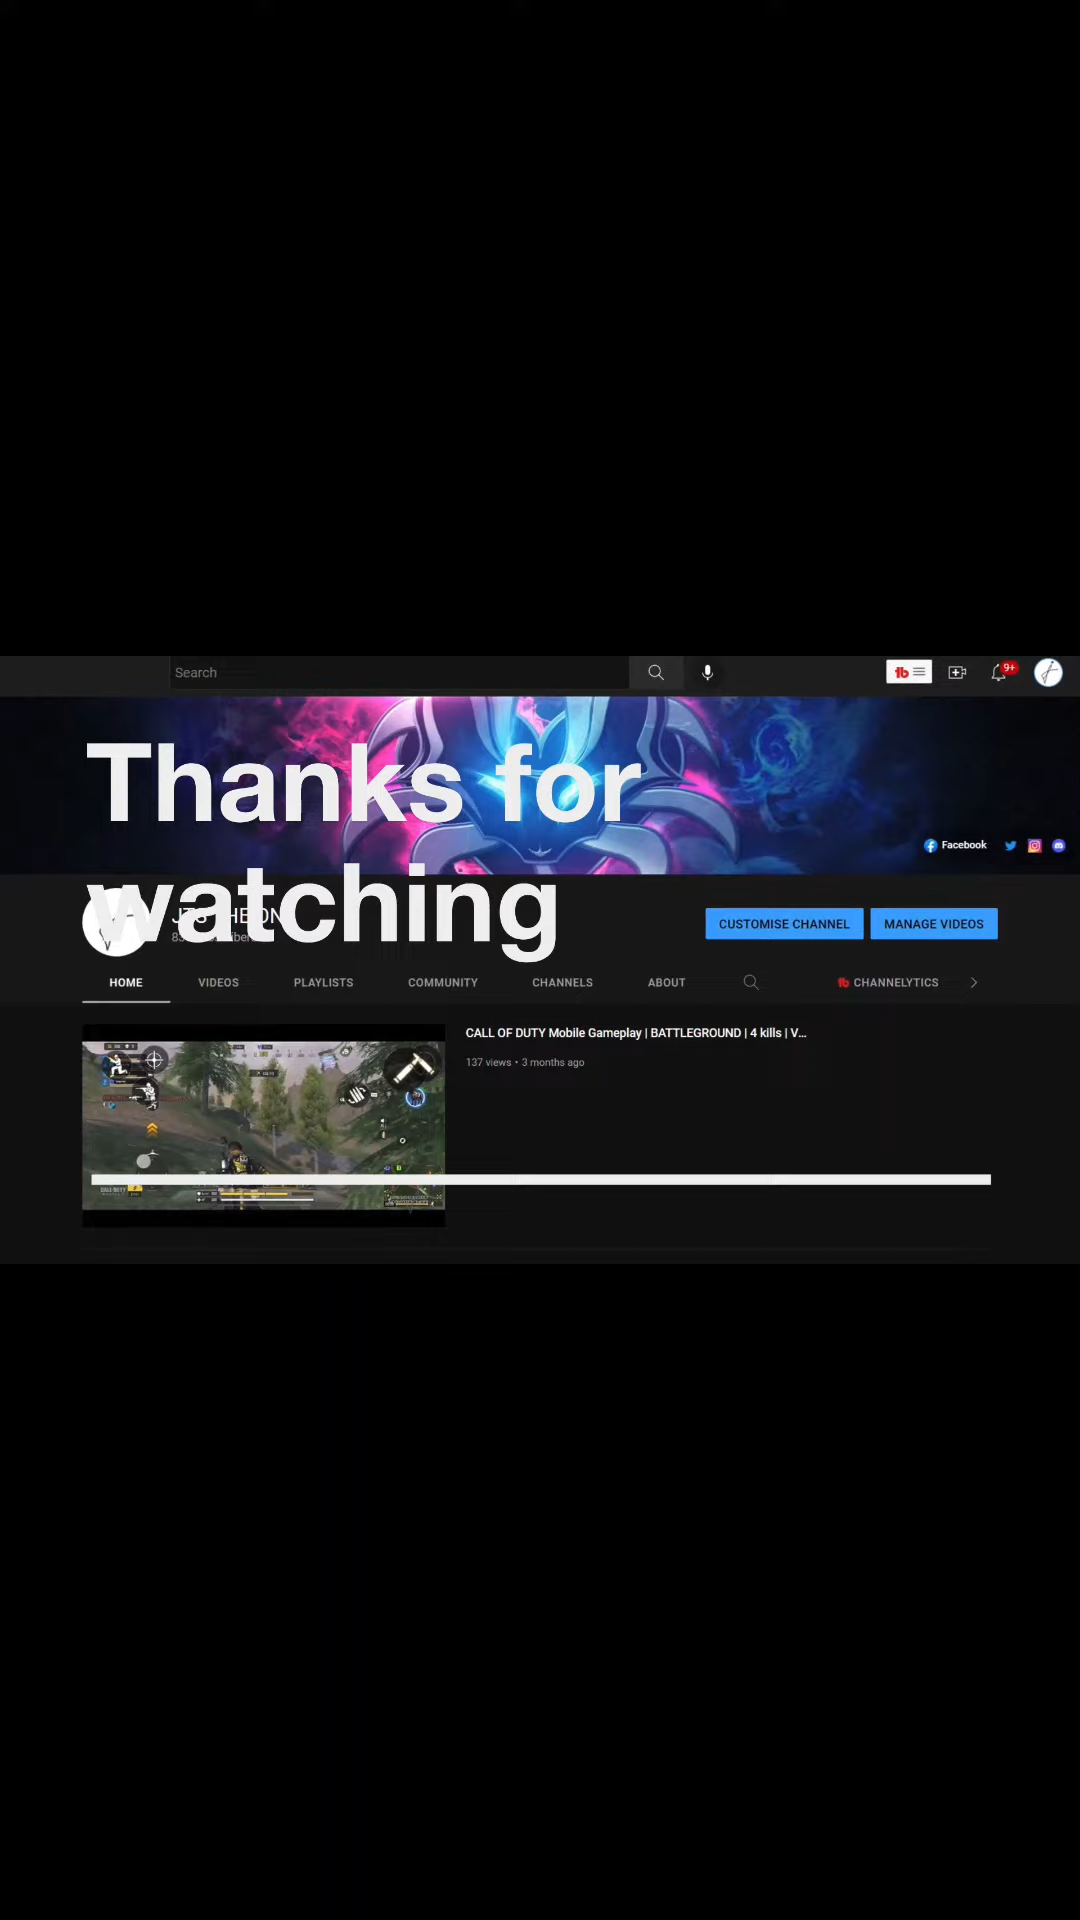 Search
9+
Thanks for
watching
Facebook
CUSTOMISE CHANNEL
MANAGE VIDEOS
HOME
VIDEOS
PLAYLISTS
COMMUNITY
CHANNELS
ABOUT
CHANNELYTICS
CALL OF DUTY Mobile Gameplay | BATTLEGROUND | 4 kills | V...
137 views • 3 months ago